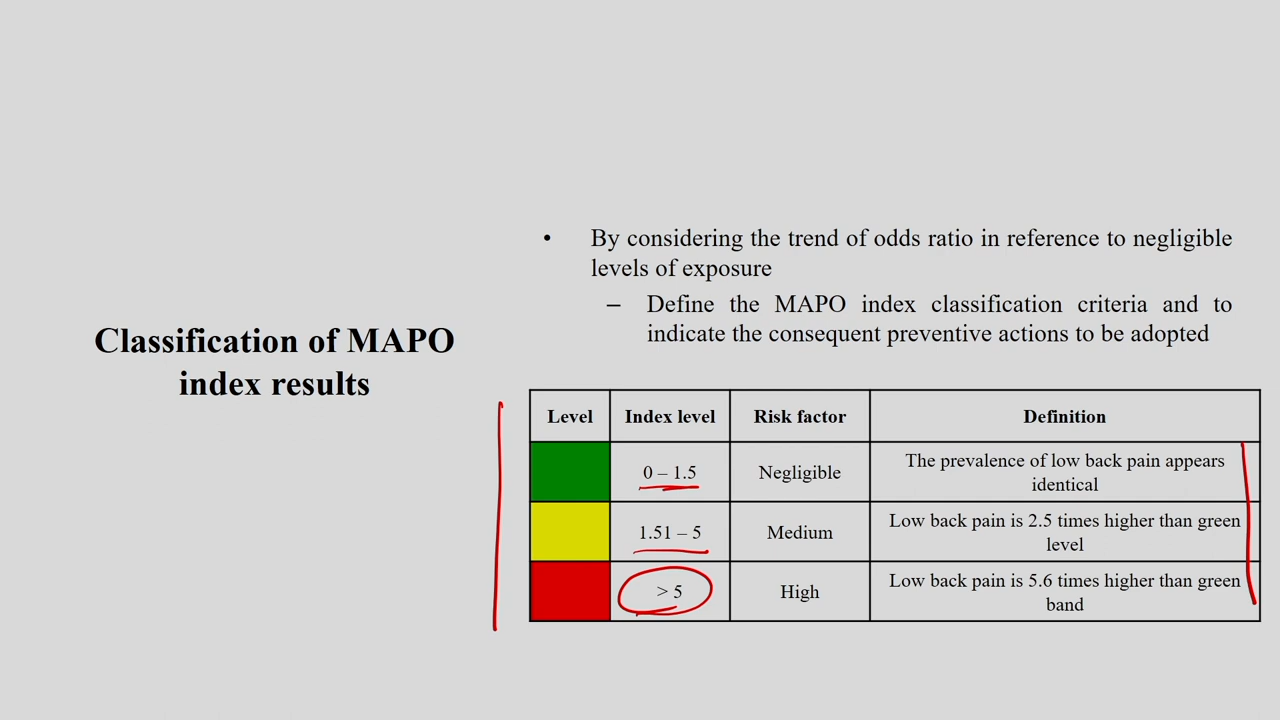 Classification of MAPO
index results
• By considering the trend of odds ratio in reference to negligible
levels of exposure
– Define the MAPO index classification criteria and to
indicate the consequent preventive actions to be adopted
Level Index level Risk factor Definition
0 – 1.5 Negligible The prevalence of low back pain appears
identical
1.51 – 5 Medium Low back pain is 2.5 times higher than green
level
> 5 High Low back pain is 5.6 times higher than green
band